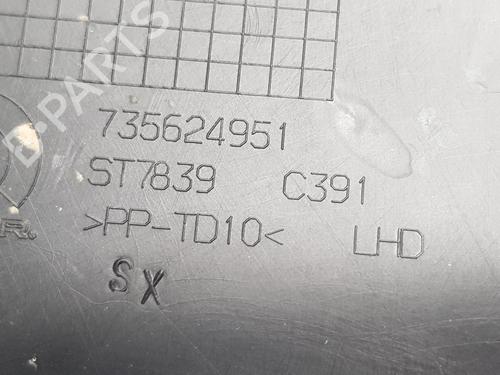 B-PARTS
735624951
ST7839 C391
R.
>PP-TD10< LHD
SX